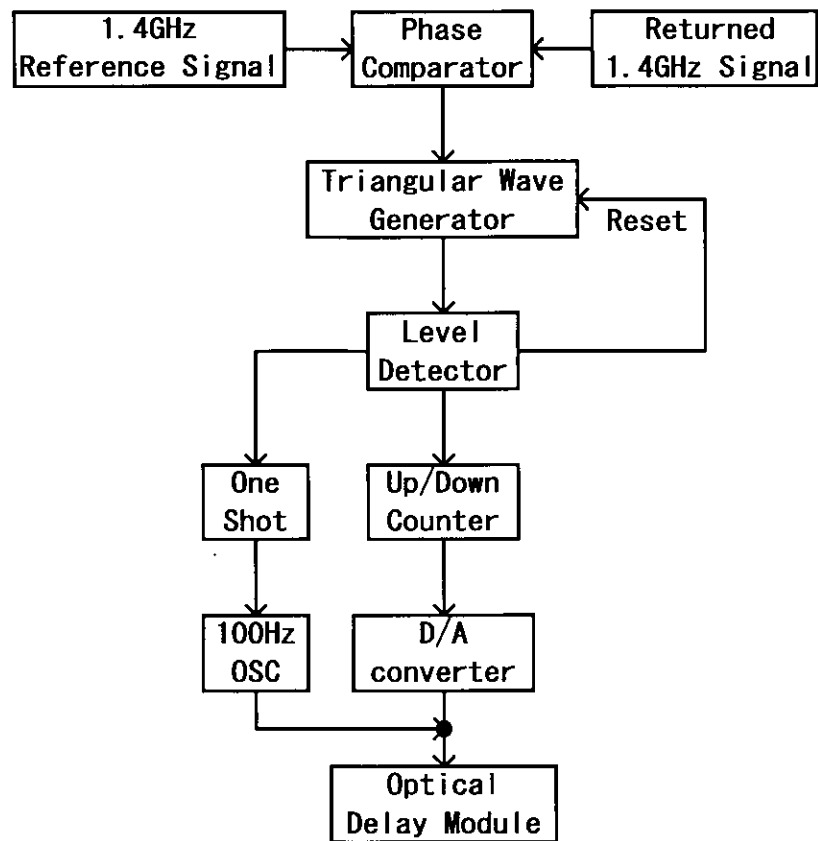 1.4GHz
Reference Signal
Phase
Comparator
Returned
1.4GHz Signal
Triangular Wave
Generator
Reset
Level
Detector
One
Shot
Up/Down
Counter
100Hz
OSC
D/A
converter
Optical
Delay Module